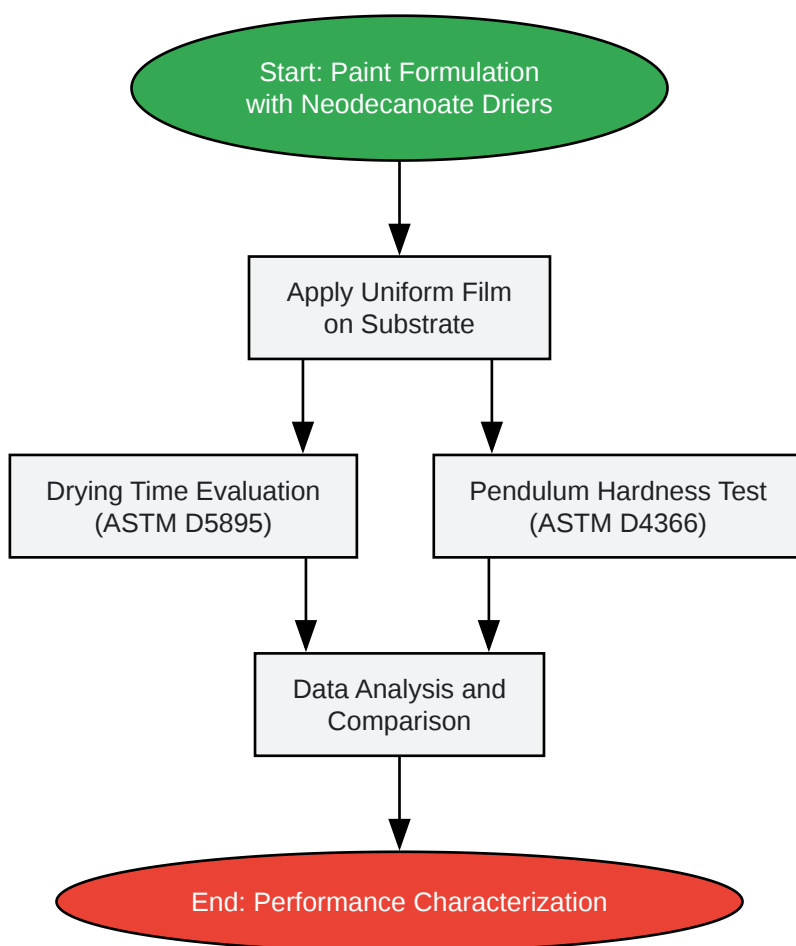 Start: Paint Formulation
with Neodecanoate Driers
Apply Uniform Film
on Substrate
Drying Time Evaluation
(ASTM D5895)
Pendulum Hardness Test
(ASTM D4366)
Data Analysis and
Comparison
End: Performance Characterization